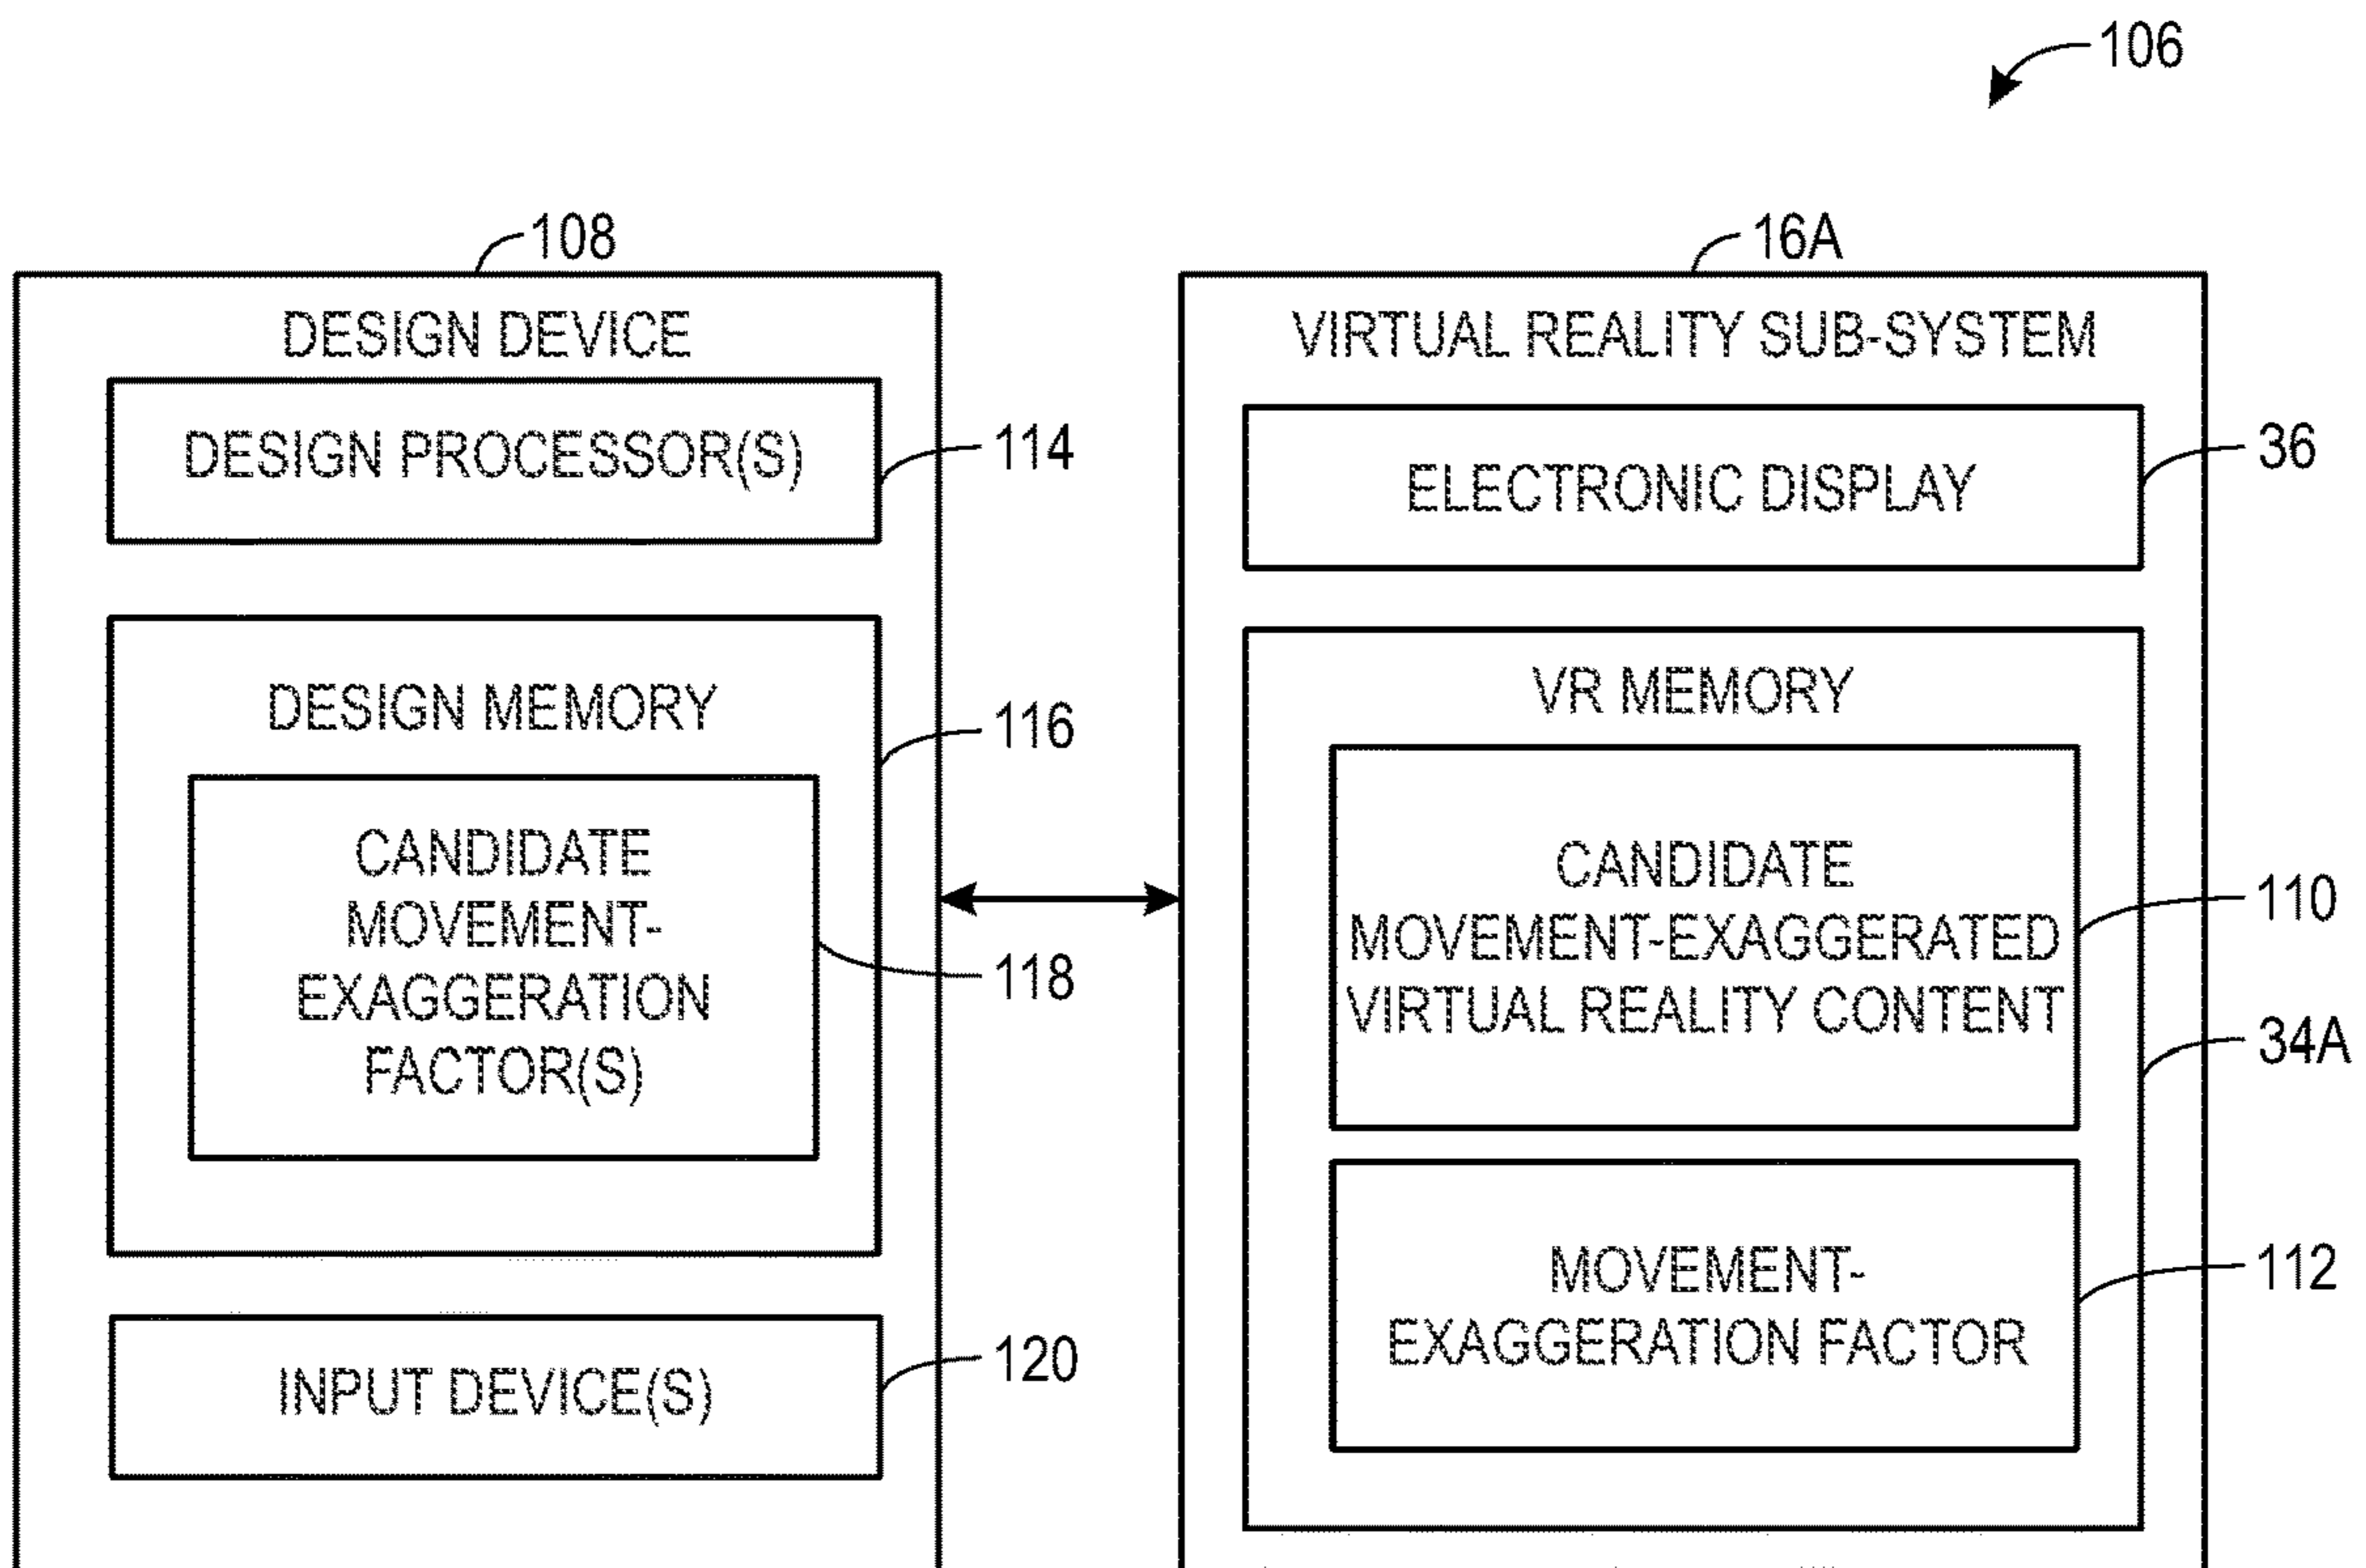 106
108
DESIGN DEVICE
DESIGN PROCESSOR(S)
114
DESIGN MEMORY
116
CANDIDATE
MOVEMENT-
EXAGGERATION
FACTOR(S)
118
INPUT DEVICE(S)
120
16A
VIRTUAL REALITY SUB-SYSTEM
ELECTRONIC DISPLAY
36
VR MEMORY
CANDIDATE
MOVEMENT-EXAGGERATED
VIRTUAL REALITY CONTENT
110
34A
MOVEMENT-
EXAGGERATION FACTOR
112